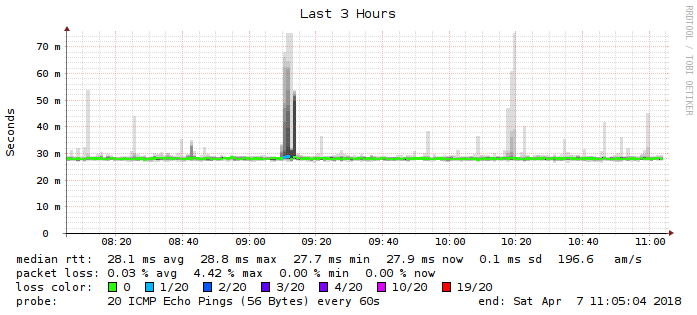 Last 3 Hours
RRDTOOL / TOBI OETIKER
Seconds
70 m
60 m
50 m
40 m
30 m
20 m
10 m
0
08:20 08:40 09:00 09:20 09:40 10:00 10:20 10:40 11:00
median rtt: 28.1 ms avg 28.8 ms max 27.7 ms min 27.9 ms now 0.1 ms sd 196.6 am/s
packet loss: 0.03 % avg 4.42 % max 0.00 % min 0.00 % now
loss color: 0 1/20 2/20 3/20 4/20 10/20 19/20
probe: 20 ICMP Echo Pings (56 Bytes) every 60s end: Sat Apr 7 11:05:04 2018